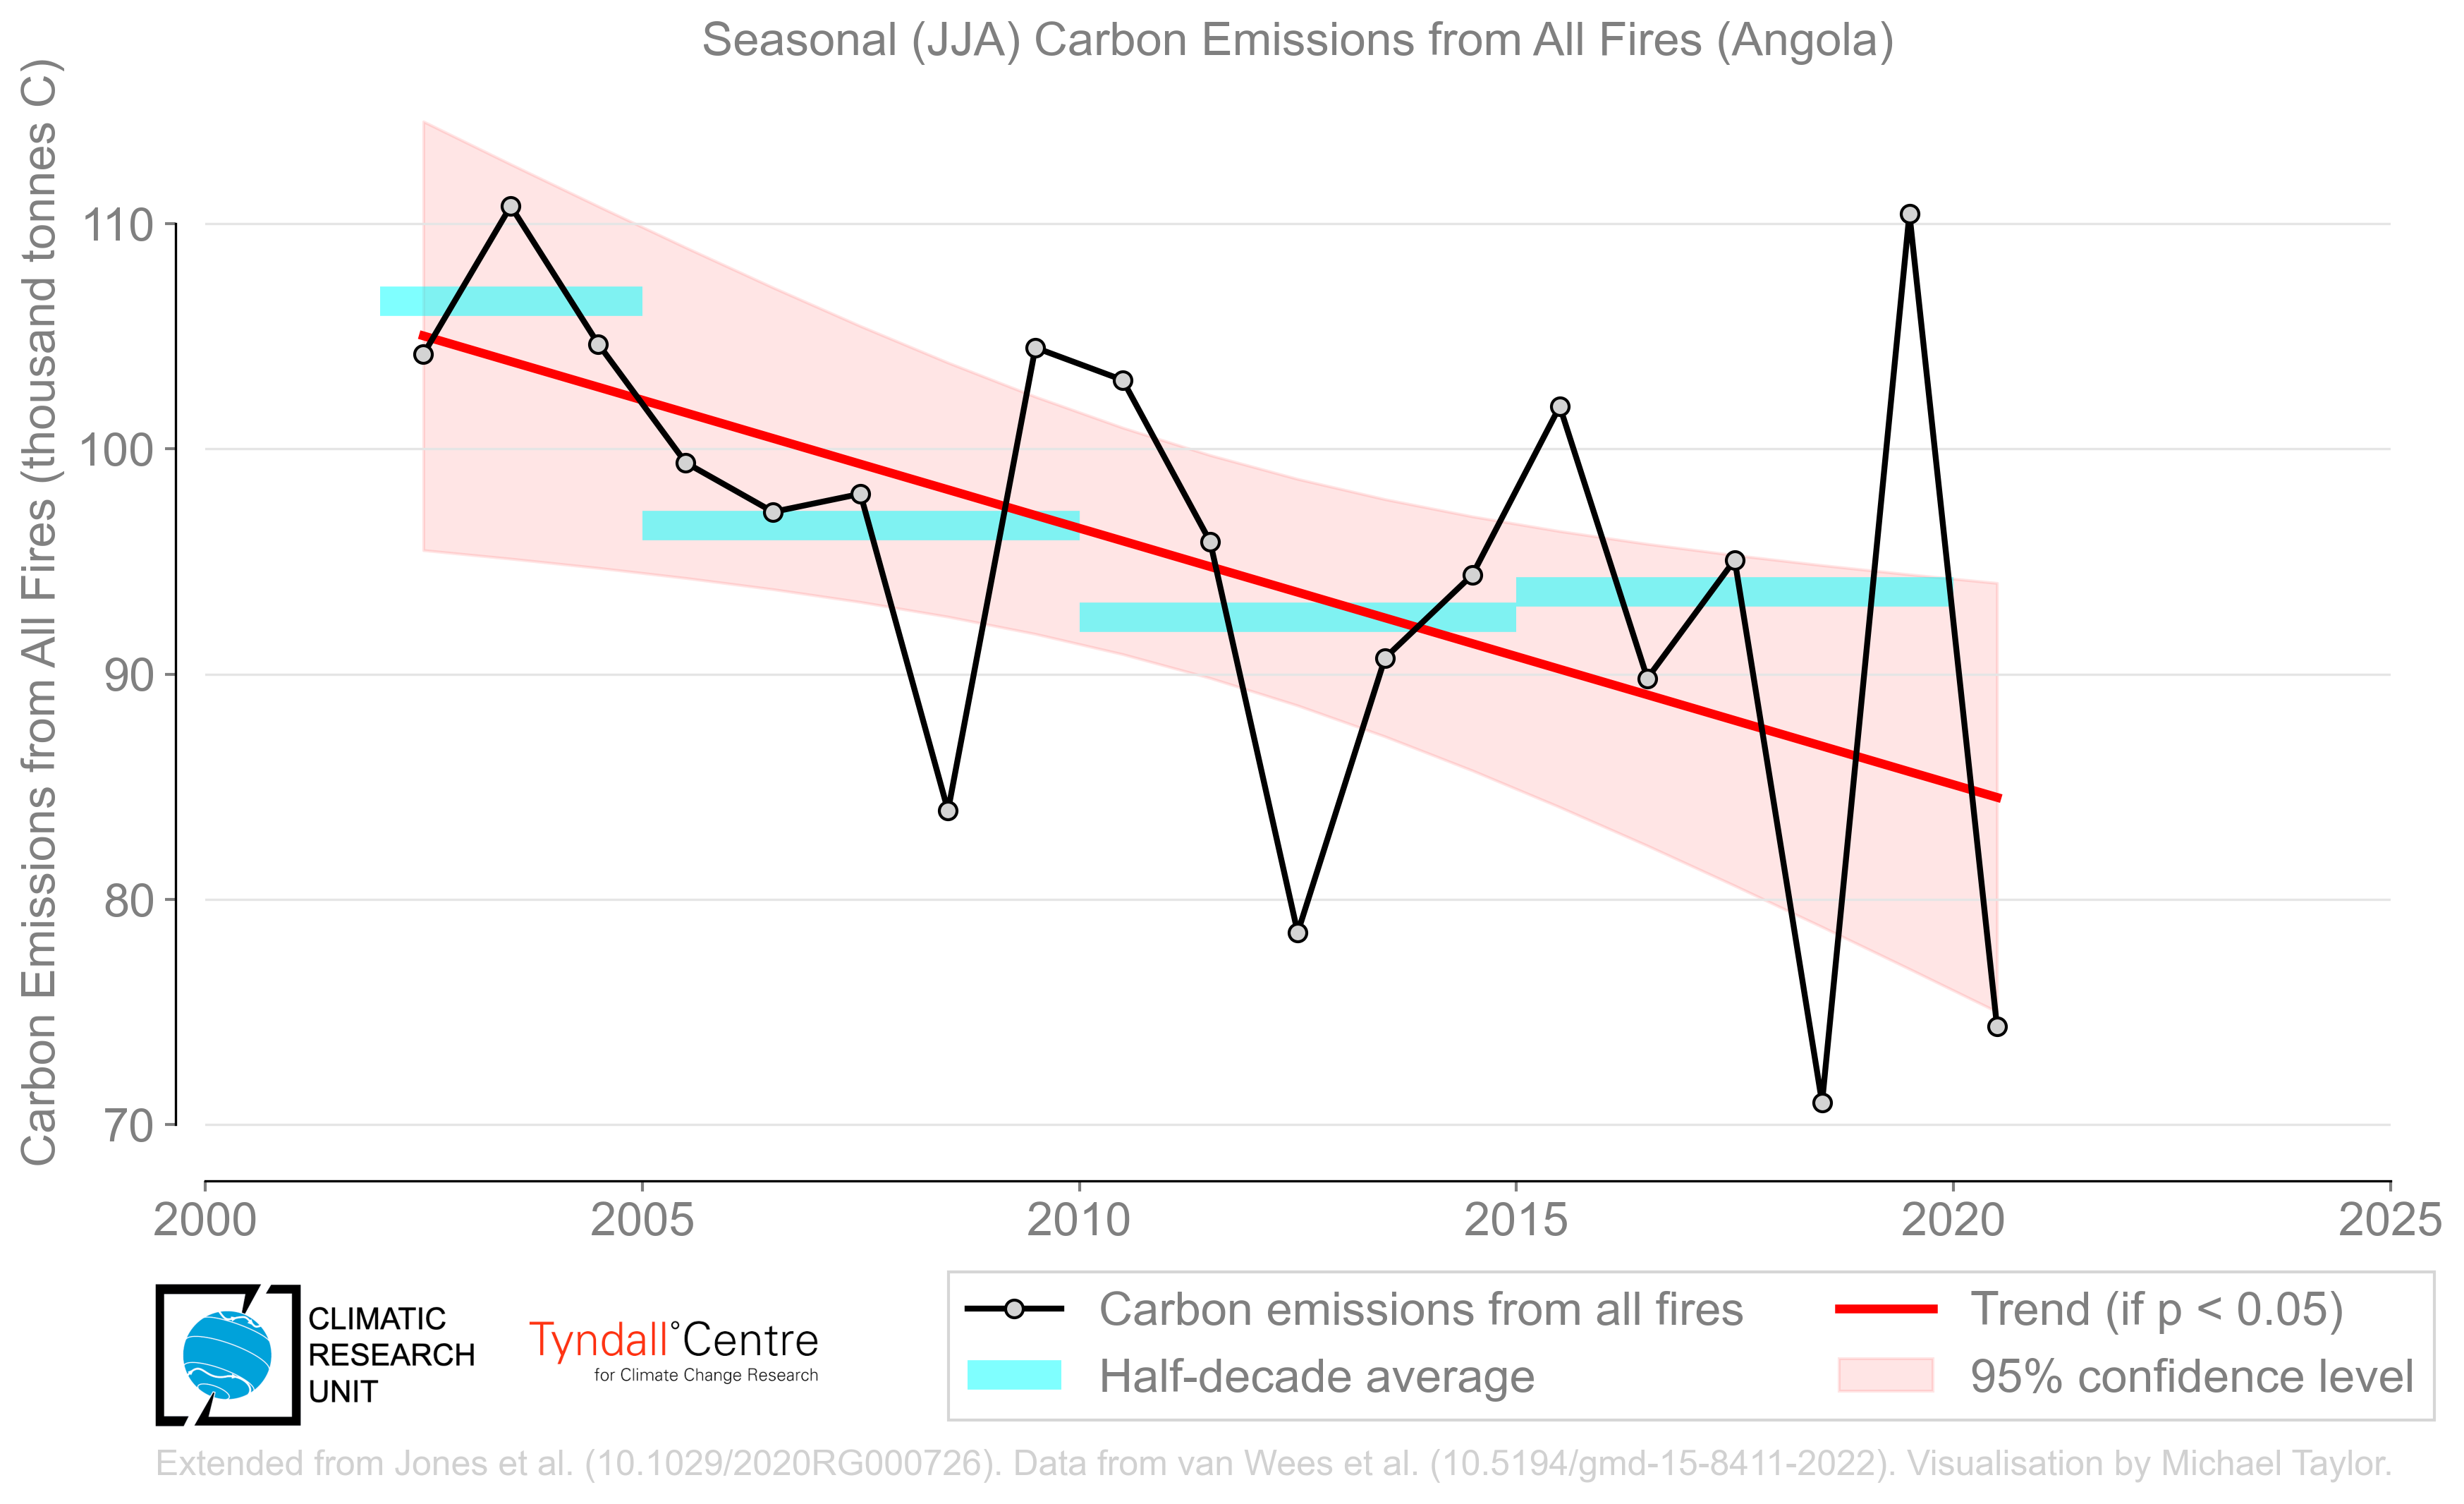 Seasonal (JJA) Carbon Emissions from All Fires (Angola)
Carbon Emissions from All Fires (thousand tonnes C)
110
100
90
80
70
2000
2005
2010
2015
2020
2025
CLIMATIC
RESEARCH
UNIT
Tyndall°Centre
for Climate Change Research
Carbon emissions from all fires
Half-decade average
Trend (if p < 0.05)
95% confidence level
Extended from Jones et al. (10.1029/2020RG000726). Data from van Wees et al. (10.5194/gmd-15-8411-2022). Visualisation by Michael Taylor.